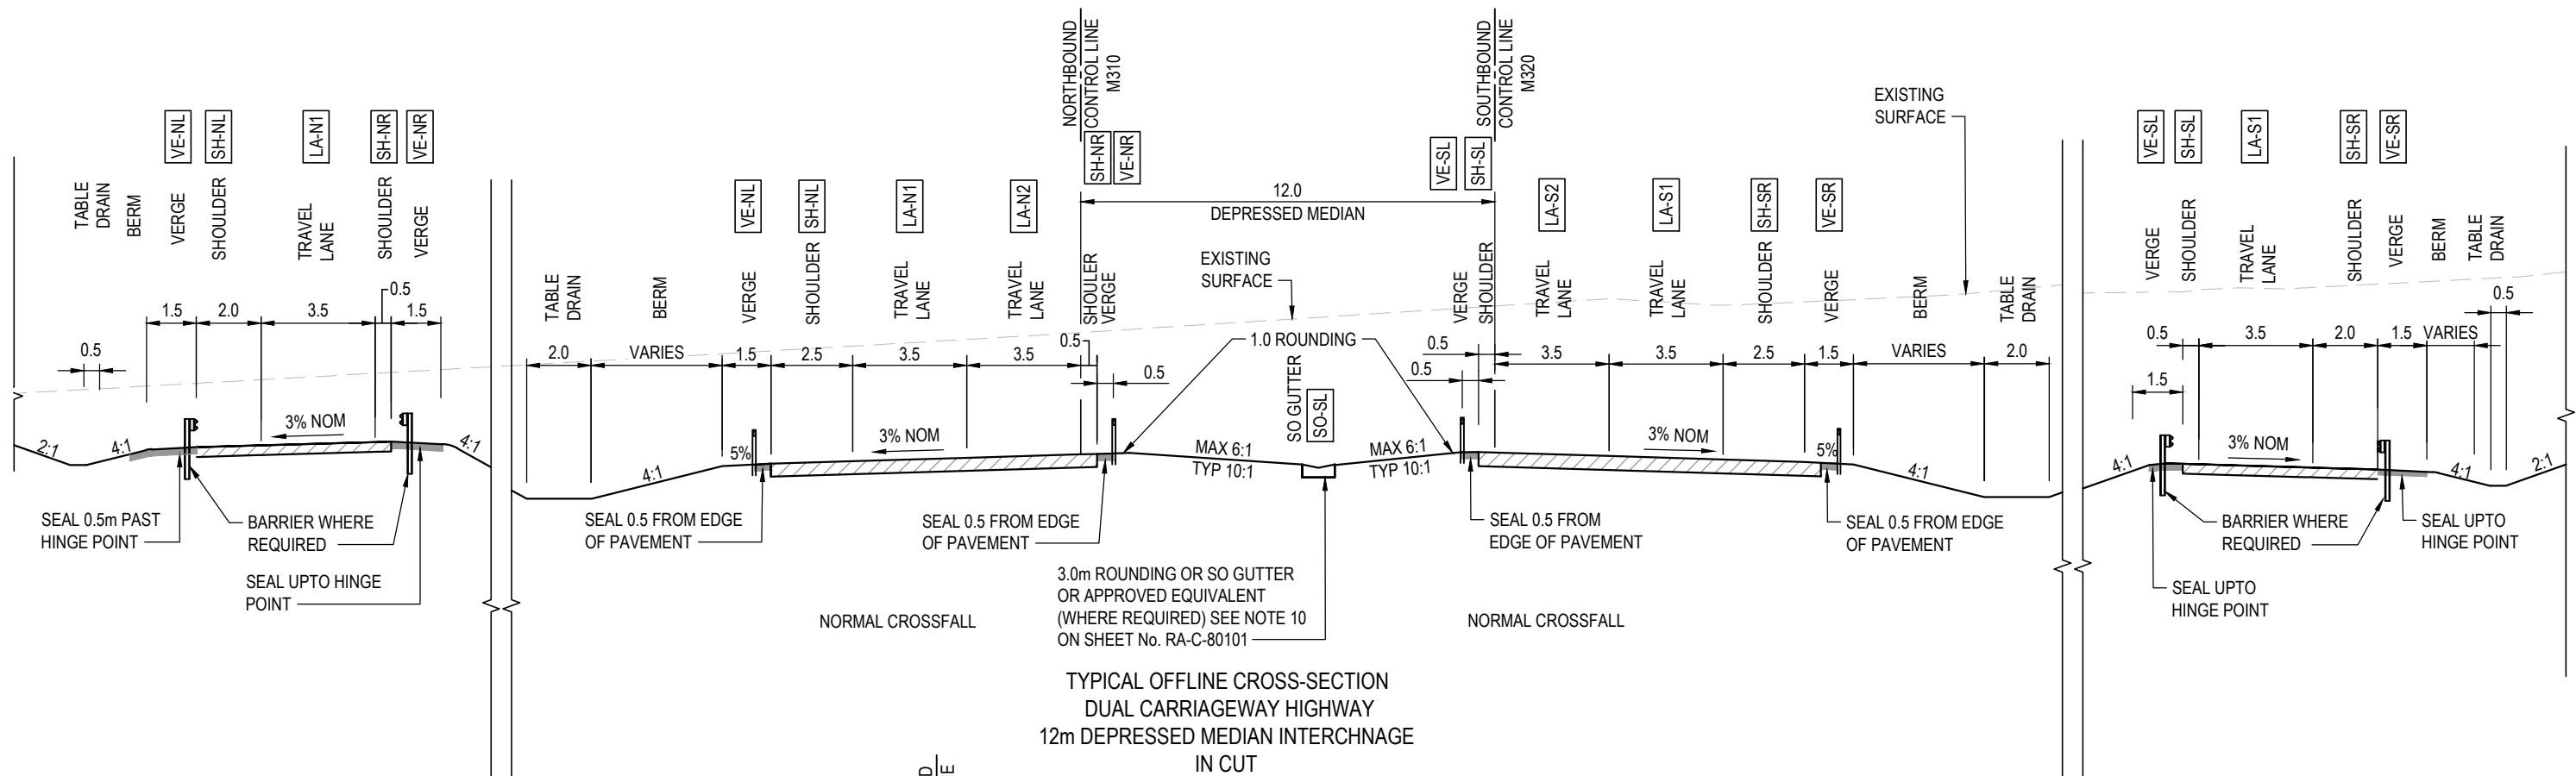 NORTHBOUND
CONTROL LINE
M310
SOUTHBOUND
CONTROL LINE
M320
VE-NL
SH-NL
LA-N1
SH-NR
VE-NR
TABLE
DRAIN
BERM
VERGE
SHOULDER
TRAVEL
LANE
SHOULDER
VERGE
0.5
1.5
2.0
3.5
1.5
0.5
3% NOM
2:1
4:1
4:1
SEAL 0.5m PAST
HINGE POINT
BARRIER WHERE
REQUIRED
SEAL UPTO HINGE
POINT
VE-NL
SH-NL
LA-N1
LA-N2
SH-NR
VE-NR
TABLE
DRAIN
BERM
VERGE
SHOULDER
TRAVEL
LANE
TRAVEL
LANE
SHOULER
VERGE
2.0
VARIES
1.5
2.5
3.5
3.5
0.5
0.5
4:1
5%
3% NOM
SEAL 0.5 FROM EDGE
OF PAVEMENT
SEAL 0.5 FROM EDGE
OF PAVEMENT
12.0
DEPRESSED MEDIAN
EXISTING
SURFACE
1.0 ROUNDING
SO GUTTER
SO-SL
MAX 6:1
TYP 10:1
MAX 6:1
TYP 10:1
3.0m ROUNDING OR SO GUTTER
OR APPROVED EQUIVALENT
(WHERE REQUIRED) SEE NOTE 10
ON SHEET No. RA-C-80101
VE-SL
SH-SL
LA-S2
LA-S1
SH-SR
VE-SR
EXISTING
SURFACE
VERGE
SHOULDER
TRAVEL
LANE
TRAVEL
LANE
SHOULDER
VERGE
BERM
TABLE
DRAIN
0.5
0.5
3.5
3.5
2.5
1.5
VARIES
2.0
3% NOM
5%
4:1
SEAL 0.5 FROM
EDGE OF PAVEMENT
SEAL 0.5 FROM EDGE
OF PAVEMENT
VE-SL
SH-SL
LA-S1
SH-SR
VE-SR
VERGE
SHOULDER
TRAVEL
LANE
SHOULDER
VERGE
BERM
TABLE
DRAIN
0.5
0.5
3.5
2.0
1.5
VARIES
1.5
3% NOM
4:1
4:1
2:1
BARRIER WHERE
REQUIRED
SEAL UPTO
HINGE POINT
SEAL UPTO
HINGE POINT
NORMAL CROSSFALL
NORMAL CROSSFALL
TYPICAL OFFLINE CROSS-SECTION
DUAL CARRIAGEWAY HIGHWAY
12m DEPRESSED MEDIAN INTERCHNAGE
IN CUT